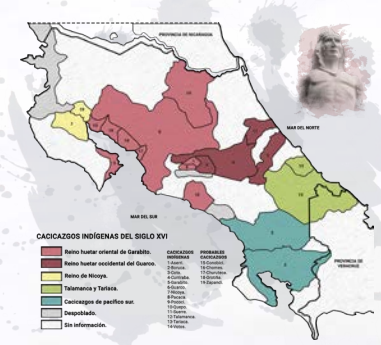 PROVINCIA DE NICARAGUA
MAR DEL NORTE
MAR DEL SUR
PROVINCIA DE VERAGUA
CACICAZGOS INDÍGENAS DEL SIGLO XVI
Reino huetar oriental de Garabito.
Reino huetar occidental del Guarco.
Reino de Nicoya.
Talamanca y Tariaca.
Cacicazgos de pacífico sur.
Despoblado.
Sin información.
CACICAZGOS
INDÍGENAS
1-Aserrí.
2-Boruca.
3-Coto.
4-Curriraba.
5-Garabito.
6-Guarco.
7-Nicoya.
8-Pacaca.
9-Pococí.
10-Quepo.
11-Suerre.
12-Talamanca.
13-Tariaca.
14-Votos.
PROBABLES
CACICAZGOS
15-Corobicí.
16-Chomes.
17-Churuteca.
18-Orotiña.
19-Zapandí.